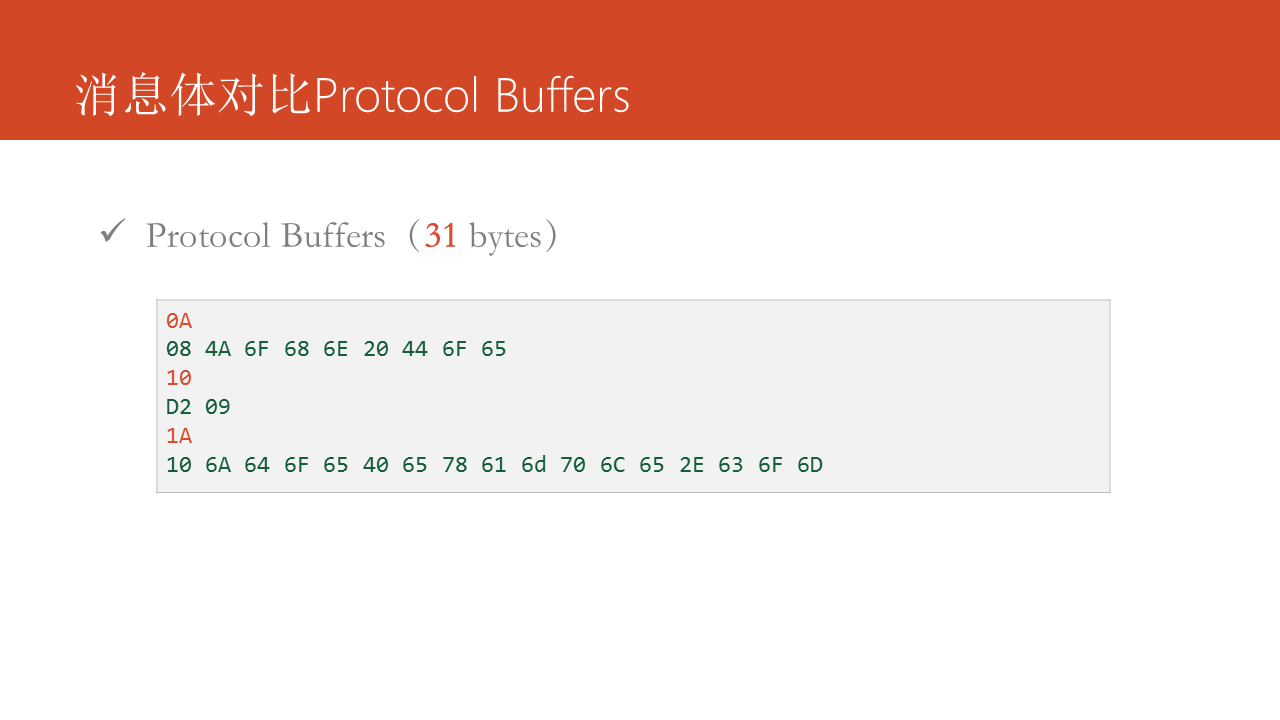 消息体对比Protocol Buffers
✓ Protocol Buffers（31 bytes）
0A
08 4A 6F 68 6E 20 44 6F 65
10
D2 09
1A
10 6A 64 6F 65 40 65 78 61 6d 70 6C 65 2E 63 6F 6D